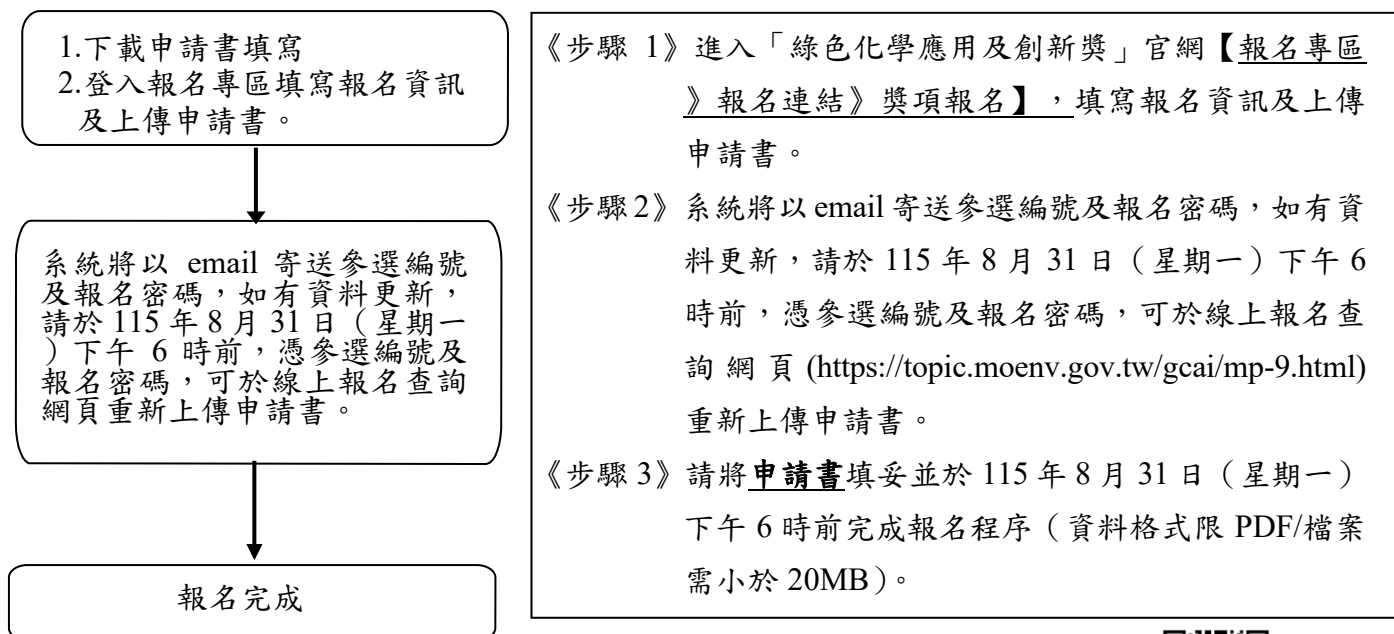 1.下載申請書填寫
2.登入報名專區填寫報名資訊
及上傳申請書。
系統將以 email 寄送參選編號
及報名密碼，如有資料更新，
請於 115 年 8 月 31 日（星期一
）下午 6 時前，憑參選編號及
報名密碼，可於線上報名查詢
網頁重新上傳申請書。
報名完成
《步驟 1》進入「綠色化學應用及創新獎」官網【報名專區
》報名連結》獎項報名】，填寫報名資訊及上傳
申請書。
《步驟2》系統將以 email 寄送參選編號及報名密碼，如有資
料更新，請於 115 年 8 月 31 日（星期一）下午 6
時前，憑參選編號及報名密碼，可於線上報名查
詢網頁(https://topic.moenv.gov.tw/gcai/mp-9.html)
重新上傳申請書。
《步驟 3》請將申請書填妥並於 115 年 8 月 31 日（星期一）
下午 6 時前完成報名程序（資料格式限 PDF/檔案
需小於 20MB）。